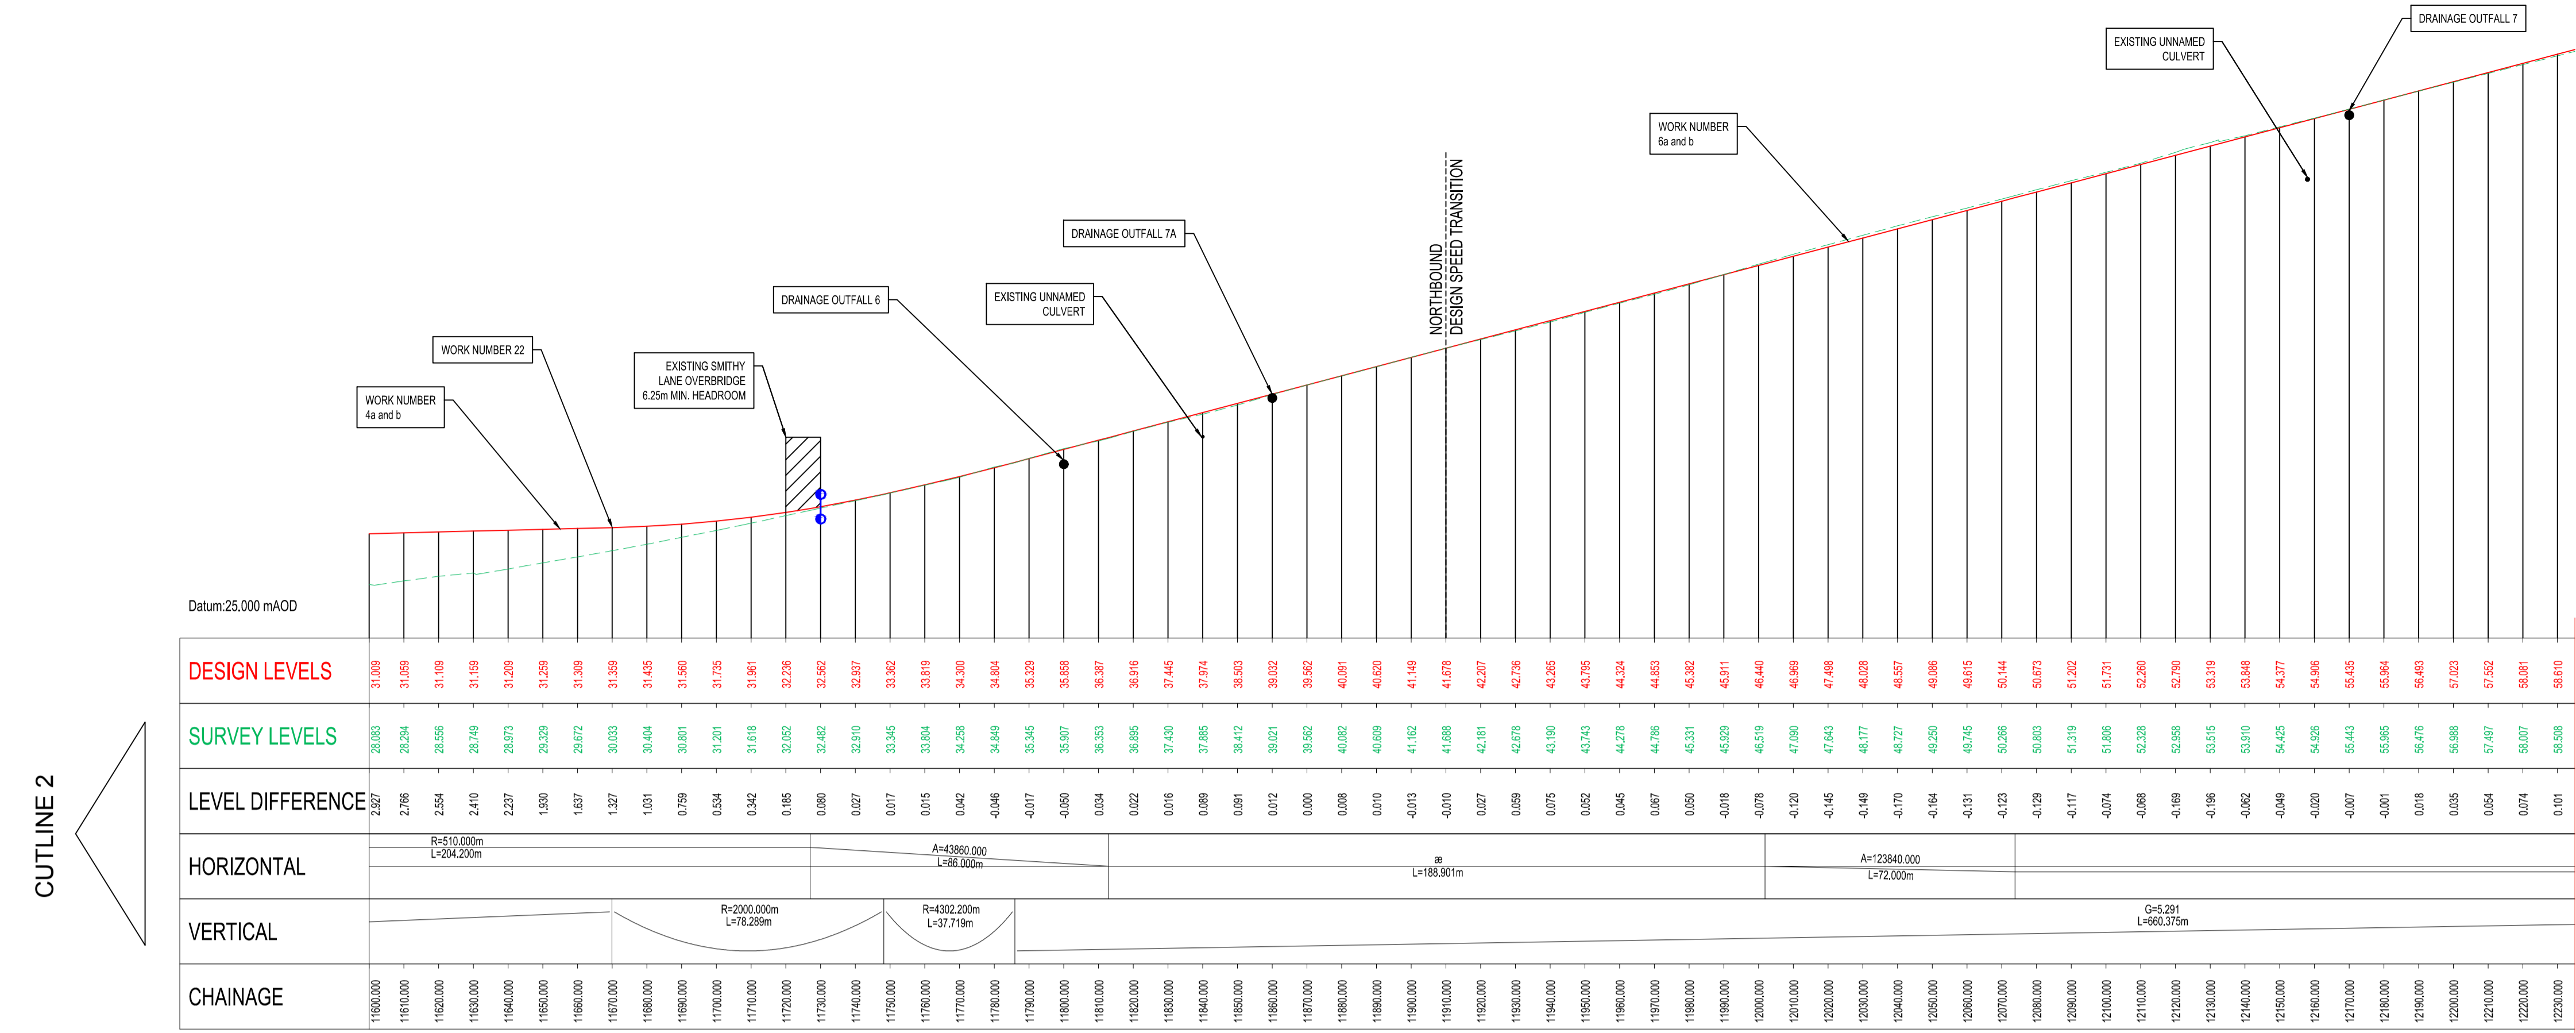 DRAINAGE OUTFALL 7
EXISTING UNNAMED
CULVERT
WORK NUMBER
6a and b
NORTHBOUND
DESIGN SPEED TRANSITION
DRAINAGE OUTFALL 7A
EXISTING UNNAMED
CULVERT
DRAINAGE OUTFALL 6
WORK NUMBER 22
EXISTING SMITHY
LANE OVERBRIDGE
6.25m MIN. HEADROOM
WORK NUMBER
4a and b
CUTLINE 2
Datum:25.000 mAOD
DESIGN LEVELS 31.009 31.059 31.109 31.159 31.209 31.259 31.309 31.359 31.435 31.560 31.735 31.961 32.236 32.562 32.937 33.362 33.819 34.300 34.804 35.329 35.858 36.387 36.916 37.445 37.974 38.503 39.032 39.562 40.091 40.620 41.149 41.678 42.207 42.736 43.265 43.795 44.324 44.853 45.382 45.911 46.440 46.969 47.498 48.028 48.557 49.086 49.615 50.144 50.673 51.202 51.731 52.260 52.790 53.319 53.848 54.377 54.906 55.435 55.964 56.493 57.023 57.552 58.081 58.610
SURVEY LEVELS 28.083 28.294 28.556 28.749 28.973 29.329 29.672 30.033 30.404 30.801 31.201 31.618 32.052 32.482 32.910 33.345 33.804 34.258 34.849 35.345 35.907 36.353 36.895 37.430 37.885 38.412 39.021 39.562 40.082 40.609 41.162 41.688 42.181 42.678 43.190 43.743 44.278 44.786 45.331 45.929 46.519 47.090 47.643 48.177 48.727 49.250 49.745 50.266 50.803 51.319 51.806 52.328 52.958 53.515 53.910 54.425 54.926 55.443 55.965 56.476 56.988 57.497 58.007 58.508
LEVEL DIFFERENCE 2.927 2.766 2.554 2.410 2.237 1.930 1.637 1.327 1.031 0.759 0.534 0.342 0.185 0.080 0.027 0.017 0.015 0.042 -0.046 -0.017 -0.050 0.034 0.022 0.016 0.089 0.091 0.012 0.000 0.008 0.010 -0.013 -0.010 0.027 0.059 0.075 0.052 0.045 0.067 0.050 -0.018 -0.078 -0.120 -0.145 -0.149 -0.170 -0.164 -0.131 -0.123 -0.129 -0.117 -0.074 -0.068 -0.169 -0.196 -0.062 -0.049 -0.020 -0.007 -0.001 0.018 0.035 0.054 0.074 0.101
HORIZONTAL
R=510.000m
L=204.200m
A=43860.000
L=86.000m
æ
L=188.901m
A=123840.000
L=72.000m
VERTICAL
R=2000.000m
L=78.289m
R=4302.200m
L=37.719m
G=5.291
L=660.375m
CHAINAGE 11600.000 11610.000 11620.000 11630.000 11640.000 11650.000 11660.000 11670.000 11680.000 11690.000 11700.000 11710.000 11720.000 11730.000 11740.000 11750.000 11760.000 11770.000 11780.000 11790.000 11800.000 11810.000 11820.000 11830.000 11840.000 11850.000 11860.000 11870.000 11880.000 11890.000 11900.000 11910.000 11920.000 11930.000 11940.000 11950.000 11960.000 11970.000 11980.000 11990.000 12000.000 12010.000 12020.000 12030.000 12040.000 12050.000 12060.000 12070.000 12080.000 12090.000 12100.000 12110.000 12120.000 12130.000 12140.000 12150.000 12160.000 12170.000 12180.000 12190.000 12200.000 12210.000 12220.000 12230.000